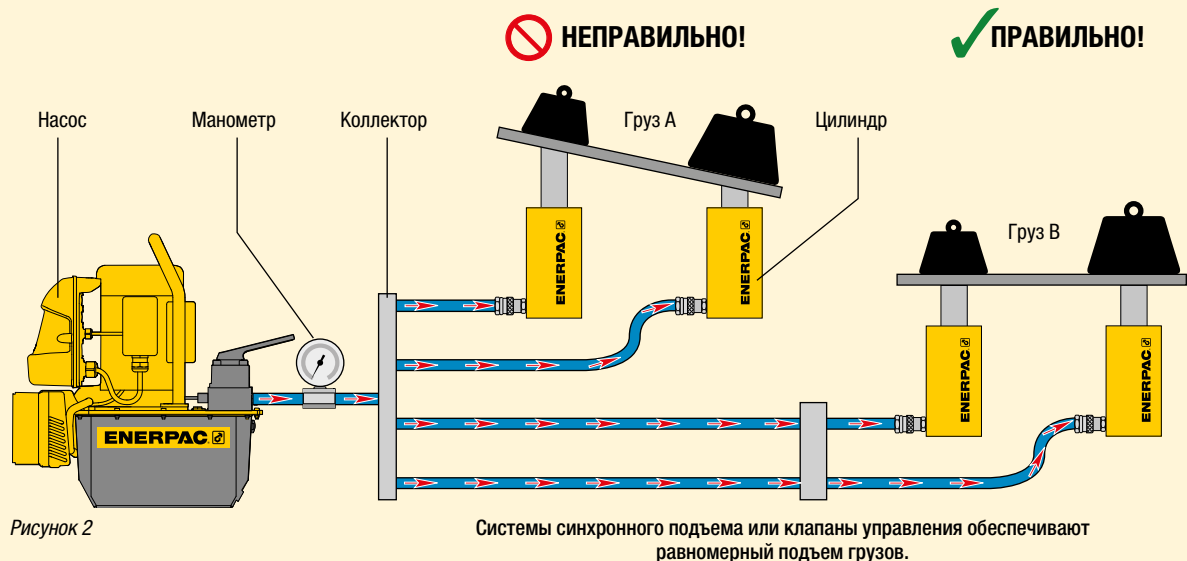 НЕПРАВИЛЬНО!
ПРАВИЛЬНО!
Насос
Манометр
Коллектор
Груз А
Цилиндр
Груз В
ENERPAC
ENERPAC
ENERPAC
ENERPAC
ENERPAC
Рисунок 2
Системы синхронного подъема или клапаны управления обеспечивают
равномерный подъем грузов.